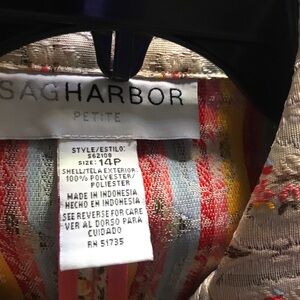 SAGHARBOR
PETITE
STYLE/ESTILO:
S62108
SIZE: 14P
SHELL/TELA EXTERIOR:
100% POLYESTER/
POLIESTER
MADE IN INDONESIA
HECHO EN INDONESIA
SEE REVERSE FOR CARE
VER AL DORSO PARA
CUIDADO
RN 51735